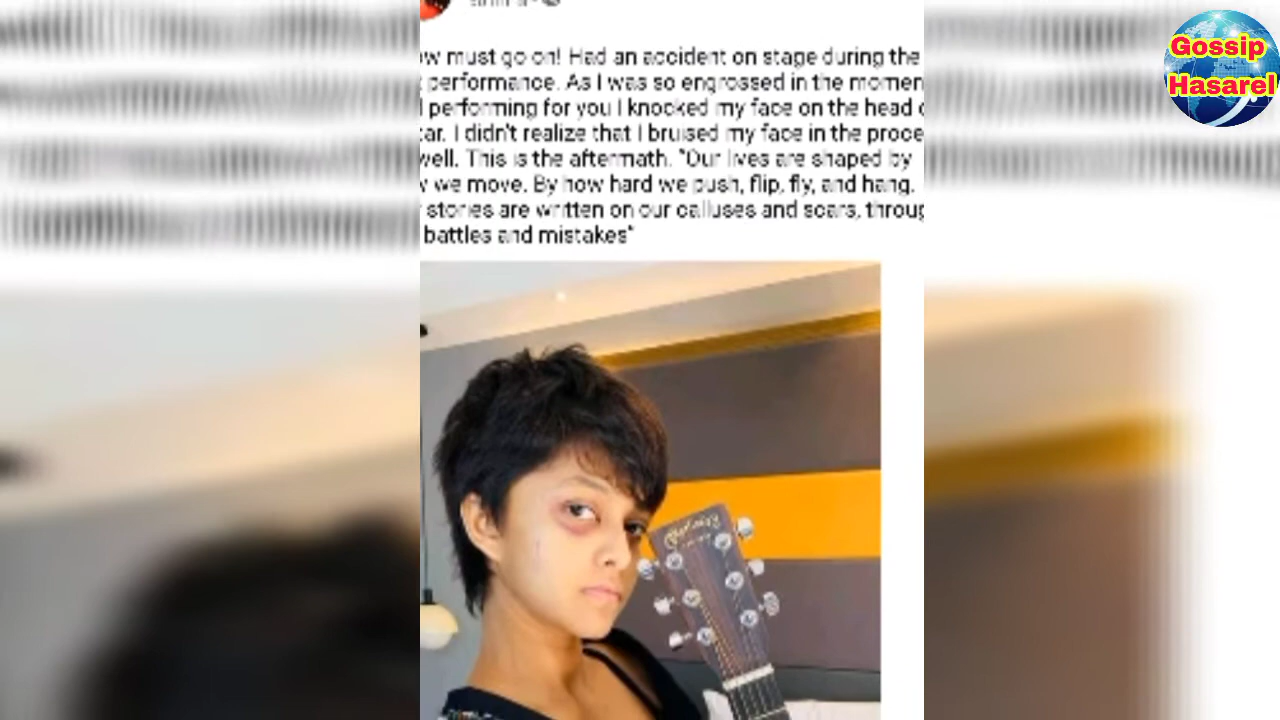 ow must go on! Had an accident on stage during the
performance. As I was so engrossed in the momen
performing for you I knocked my face on the head
tar. I didn't realize that I bruised my face in the proce
well. This is the aftermath. "Our lives are shaped by
w we move. By how hard we push, flip, fly, and hang.
stories are written on our calluses and scars, throug
battles and mistakes"
Gossip
Hasarel